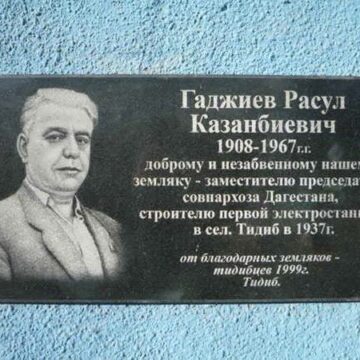 Гаджиев Расул
Казанбиевич
1908-1967г.г.
доброму и незабвенному нашем
земляку - заместителю председат
совнархоза Дагестана,
строителю первой электростан
в сел. Тидиб в 1937г.
от благодарных земляков -
тидибцев 1999г.
Тидиб.